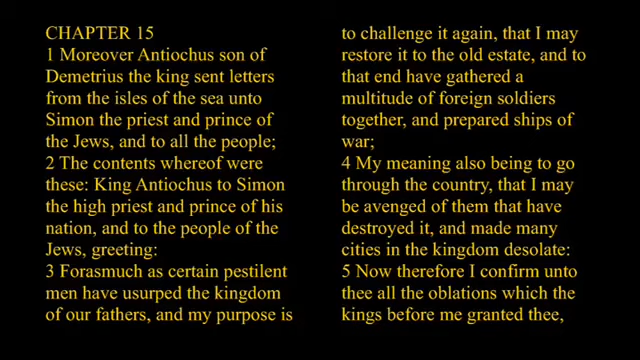 CHAPTER 15
1 Moreover Antiochus son of
Demetrius the king sent letters
from the isles of the sea unto
Simon the priest and prince of
the Jews, and to all the people;
2 The contents whereof were
these: King Antiochus to Simon
the high priest and prince of his
nation, and to the people of the
Jews, greeting:
3 Forasmuch as certain pestilent
men have usurped the kingdom
of our fathers, and my purpose is
to challenge it again, that I may
restore it to the old estate, and to
that end have gathered a
multitude of foreign soldiers
together, and prepared ships of
war;
4 My meaning also being to go
through the country, that I may
be avenged of them that have
destroyed it, and made many
cities in the kingdom desolate:
5 Now therefore I confirm unto
thee all the oblations which the
kings before me granted thee,